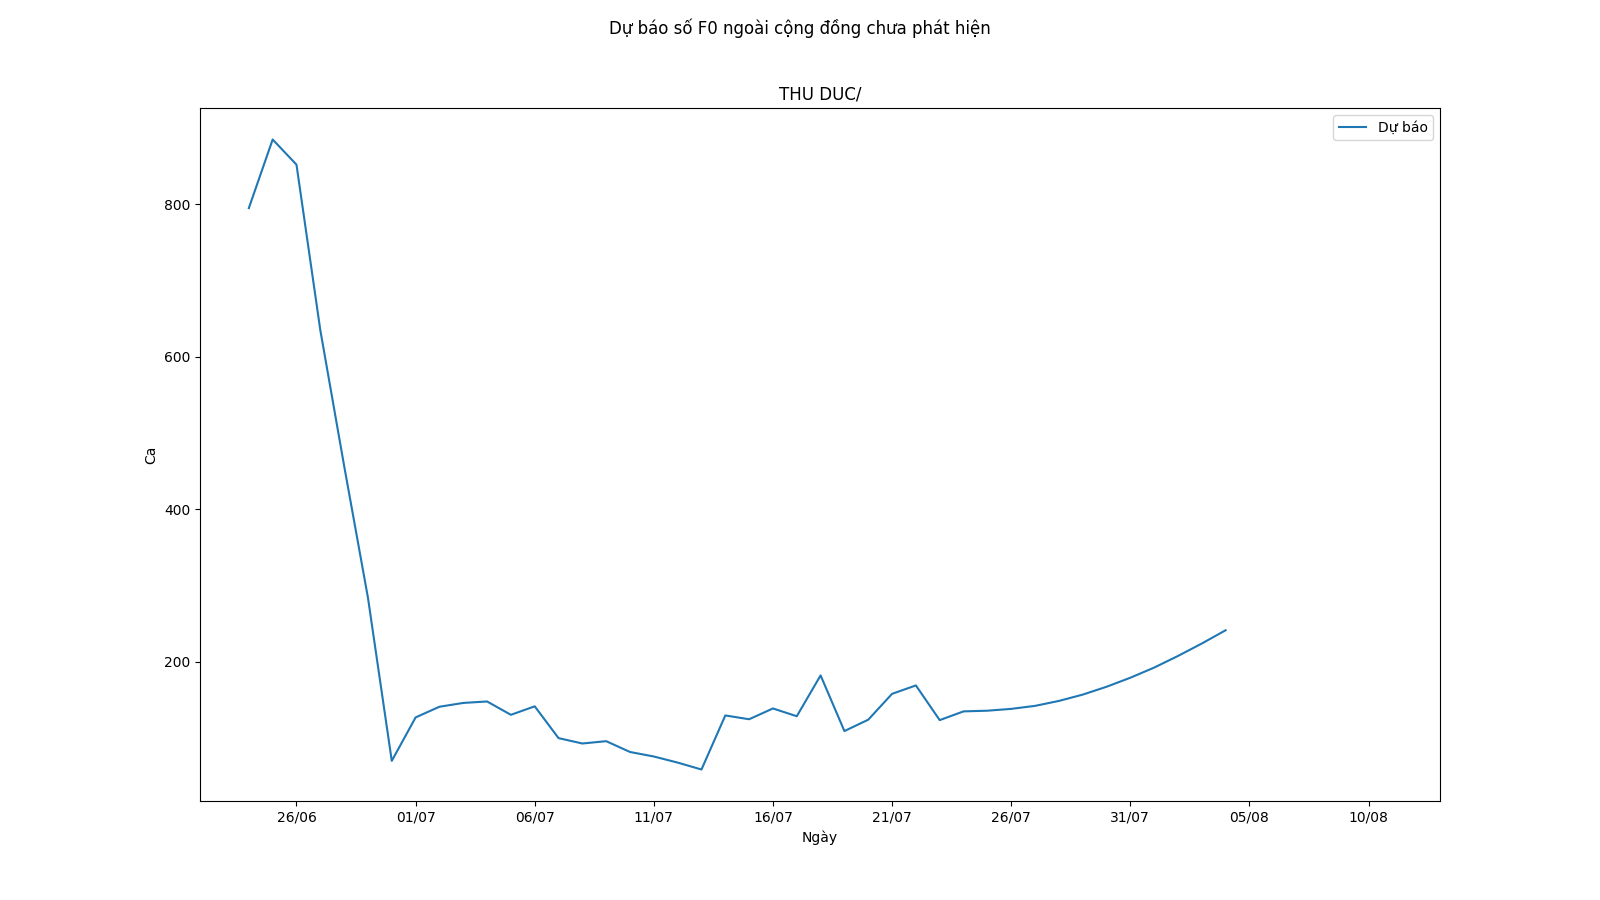 Dự báo số F0 ngoài cộng đồng chưa phát hiện
THU DUC/
Dự báo
800
600
400
200
Ca
26/06 01/07 06/07 11/07 16/07 21/07 26/07 31/07 05/08 10/08
Ngày